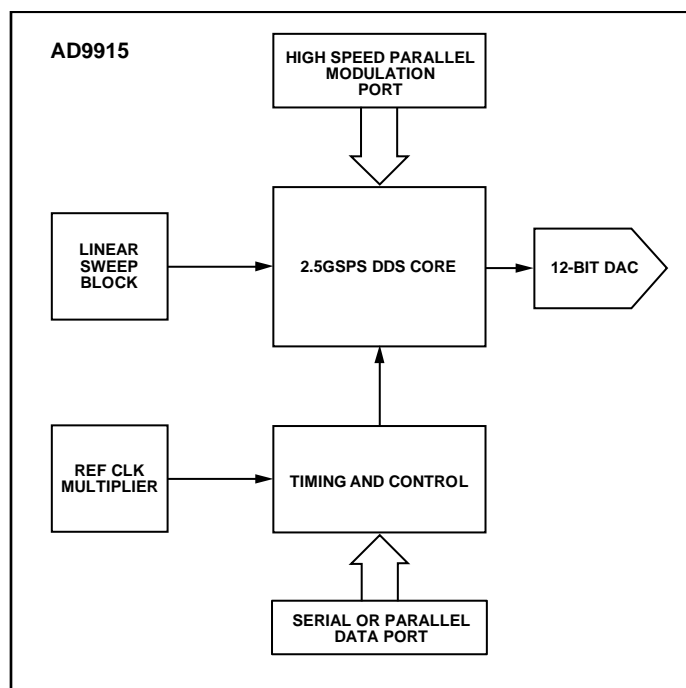 AD9915
HIGH SPEED PARALLEL
MODULATION
PORT
LINEAR
SWEEP
BLOCK
2.5GSPS DDS CORE
12-BIT DAC
REF CLK
MULTIPLIER
TIMING AND CONTROL
SERIAL OR PARALLEL
DATA PORT